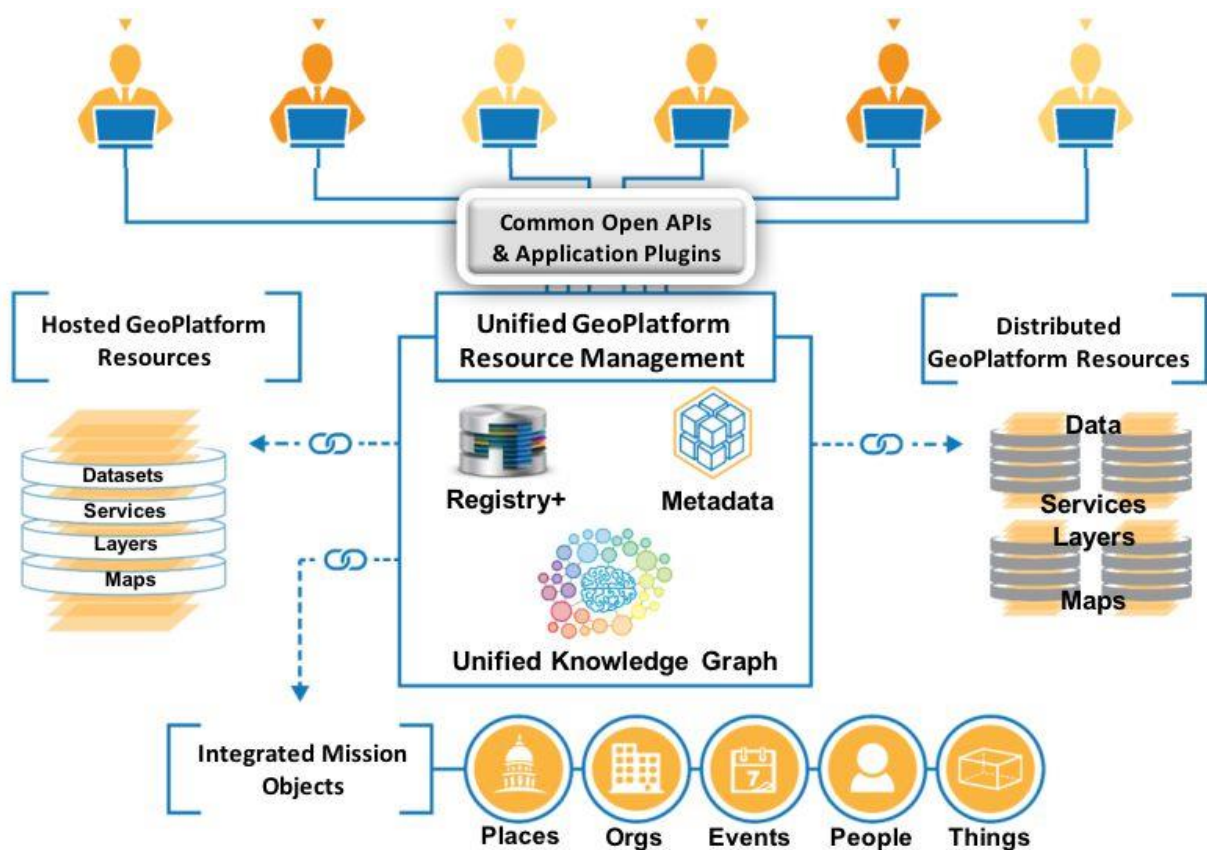 Common Open APIs
& Application Plugins
Hosted GeoPlatform
Resources
Unified GeoPlatform
Resource Management
Distributed
GeoPlatform Resources
Datasets
Services
Layers
Maps
Registry+
Metadata
Unified Knowledge Graph
Data
Services
Layers
Maps
Integrated Mission
Objects
7
Places
Orgs
Events
People
Things